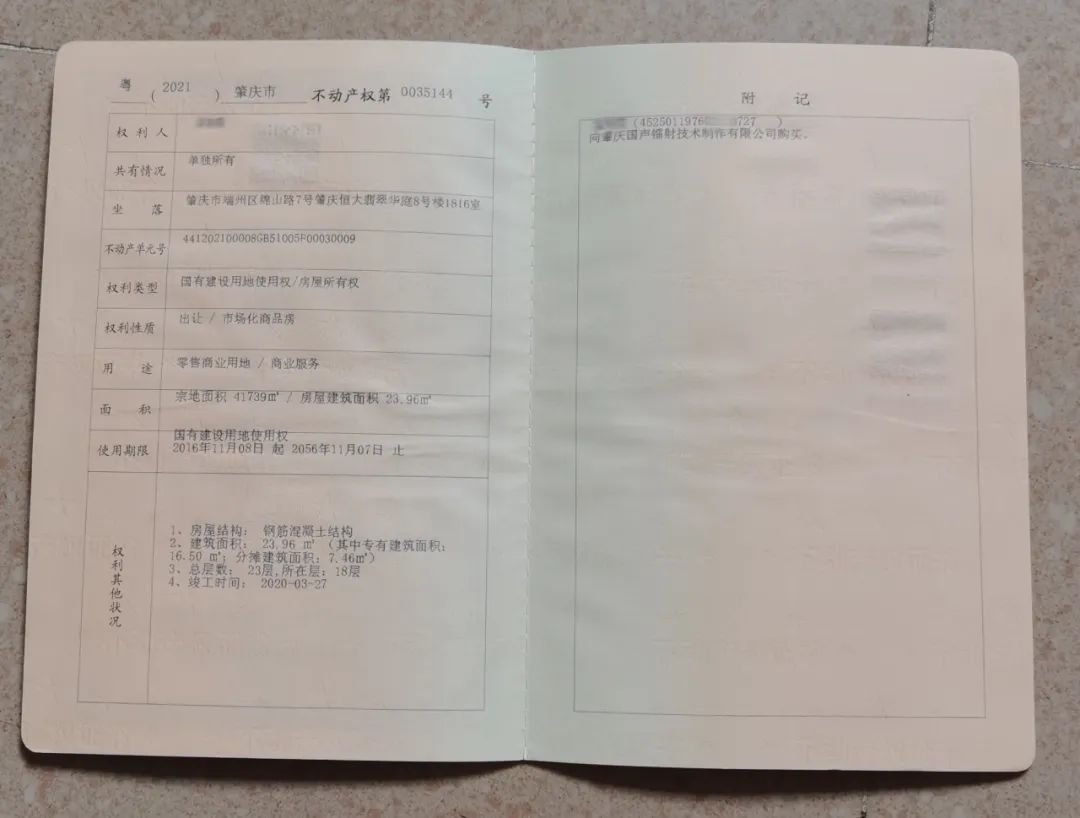 粤 ( 2021 ) 肇庆市 不动产权第 0035144 号
权利人
共有情况 单独所有
坐落 肇庆市端州区绵山路7号肇庆恒大翡翠华庭8号楼1816室
不动产单元号 441202100008GB51005F00030009
权利类型 国有建设用地使用权/房屋所有权
权利性质 出让 / 市场化商品房
用途 零售商业用地 / 商业服务
面积 宗地面积 41739㎡ / 房屋建筑面积 23.96㎡
使用期限 国有建设用地使用权
2016年11月08日 起 2056年11月07日 止
权利其他状况
1、房屋结构: 钢筋混凝土结构
2、建筑面积: 23.96 ㎡ (其中专有建筑面积:
16.50 ㎡; 分摊建筑面积: 7.46㎡)
3、总层数: 23层,所在层: 18层
4、竣工时间: 2020-03-27
附记
(4525011976 727 )
向肇庆国声镭射技术制作有限公司购买。